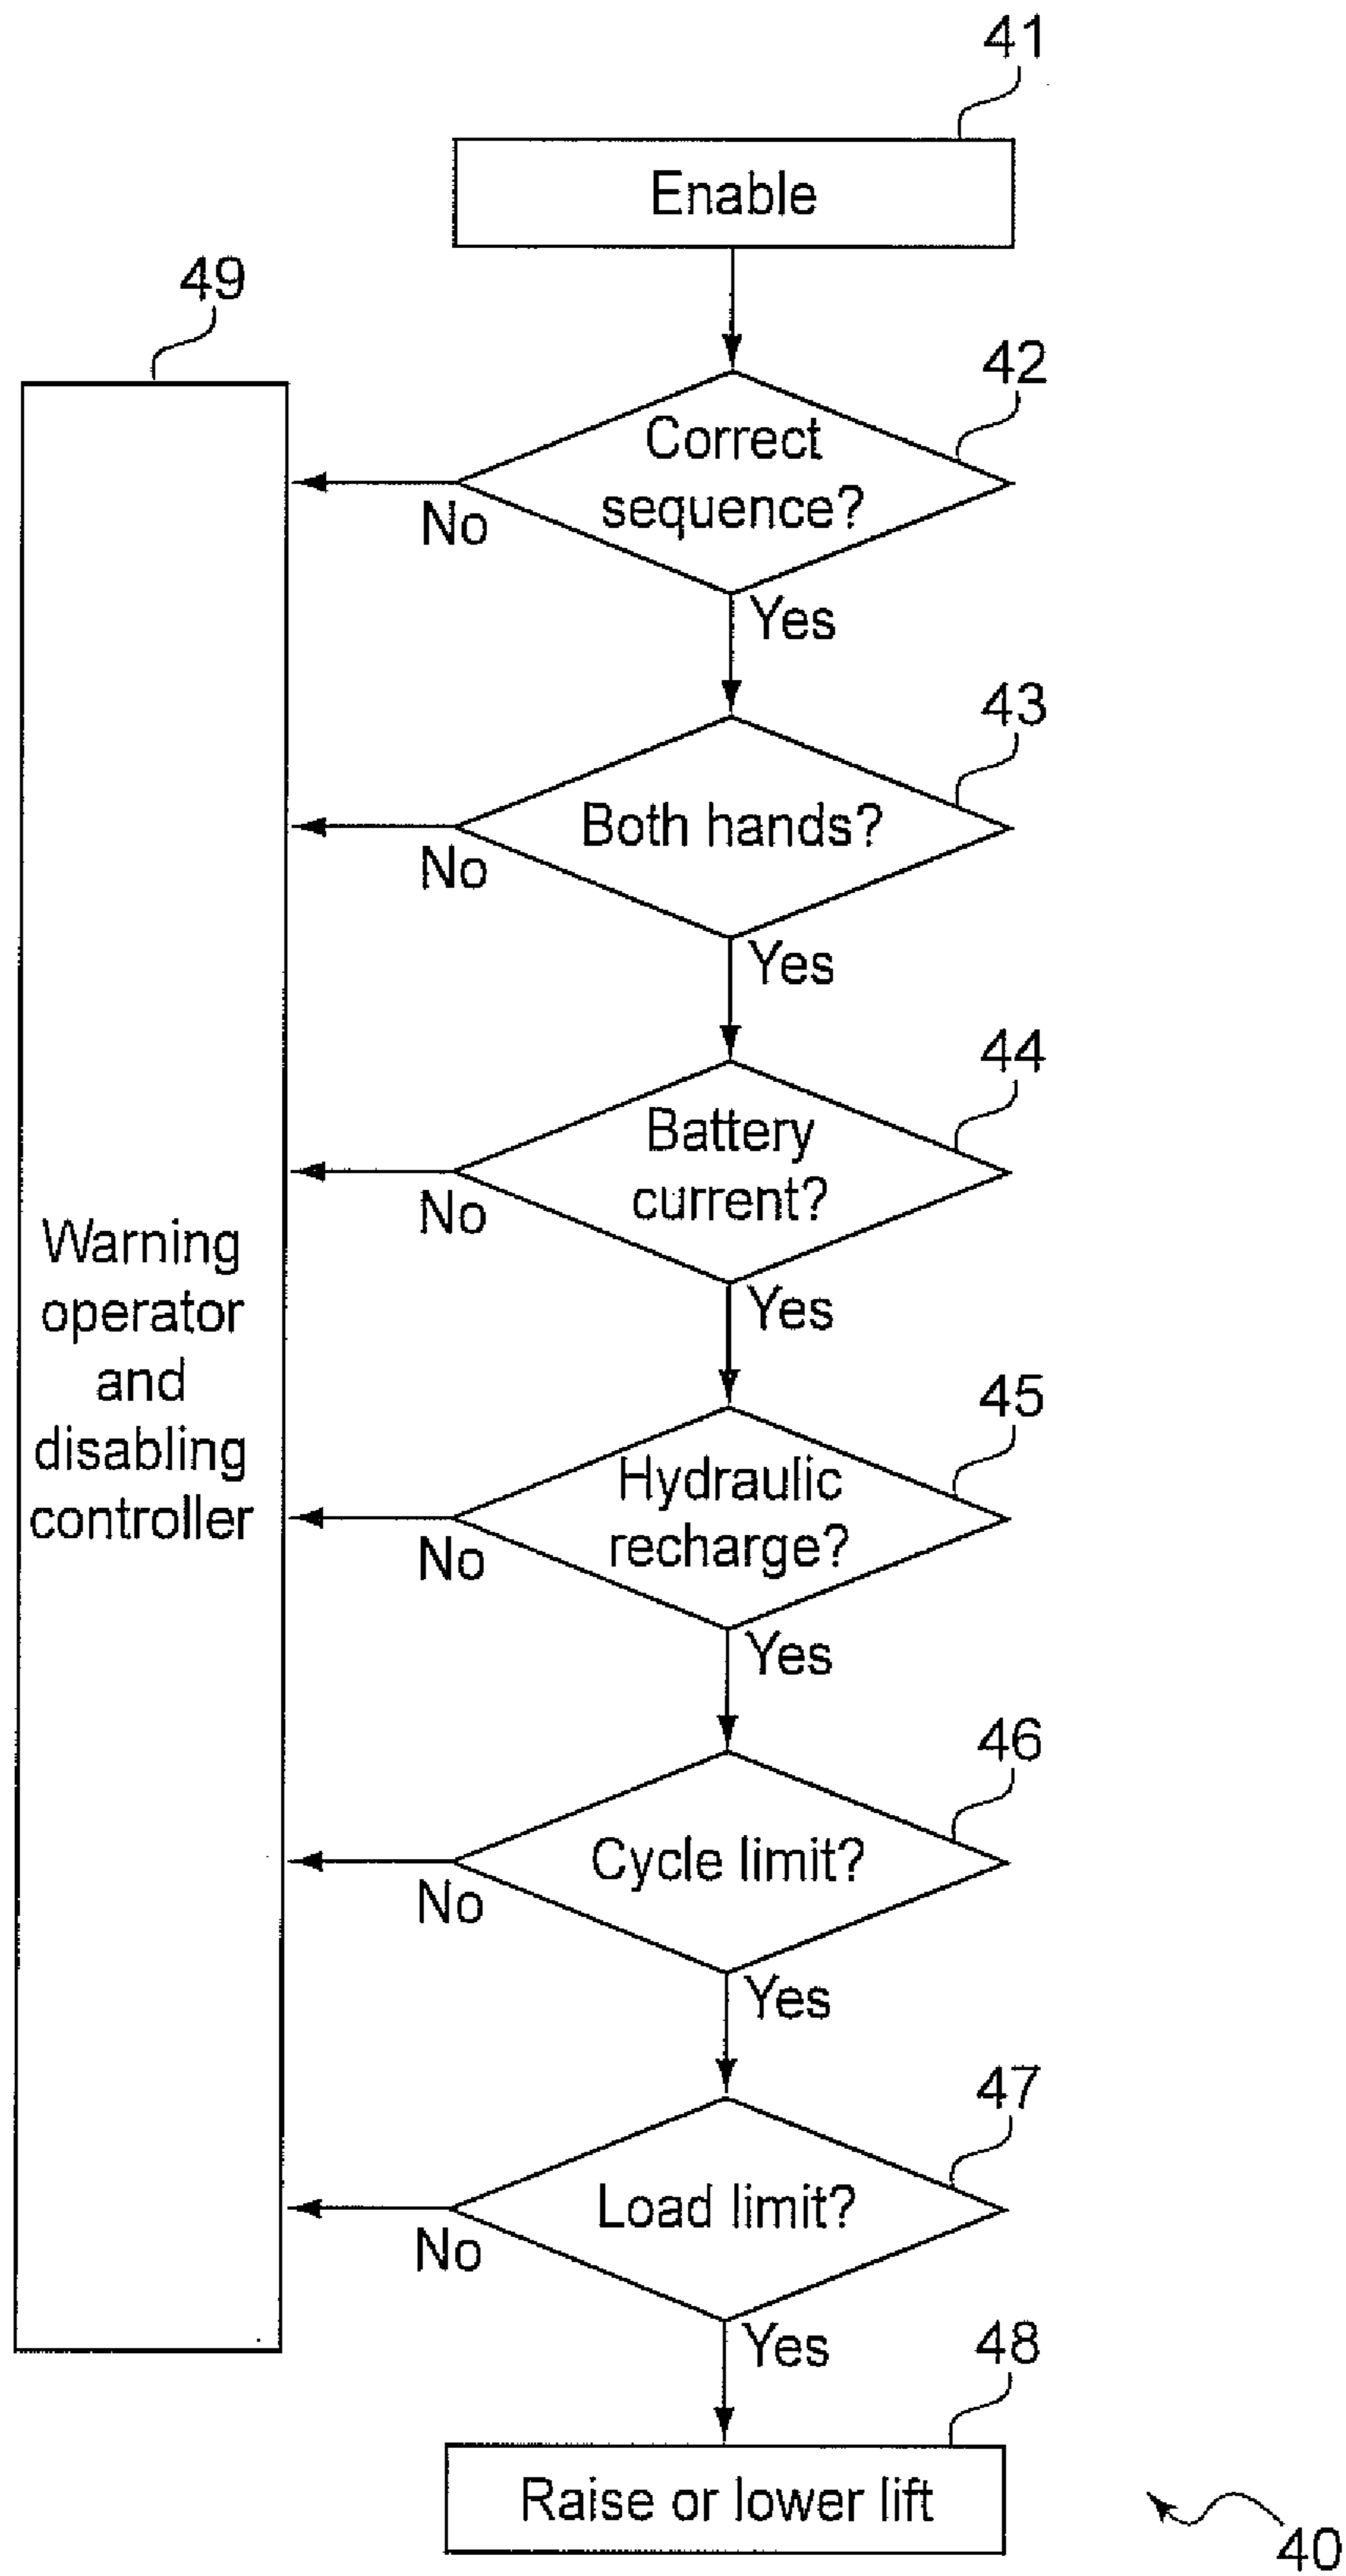 41
Enable
49
42
Correct
sequence?
No
Yes
43
Both hands?
No
Yes
44
Battery
current?
No
Yes
Warning
operator
and
disabling
controller
45
Hydraulic
recharge?
No
Yes
46
Cycle limit?
No
Yes
47
Load limit?
No
Yes
48
Raise or lower lift
40